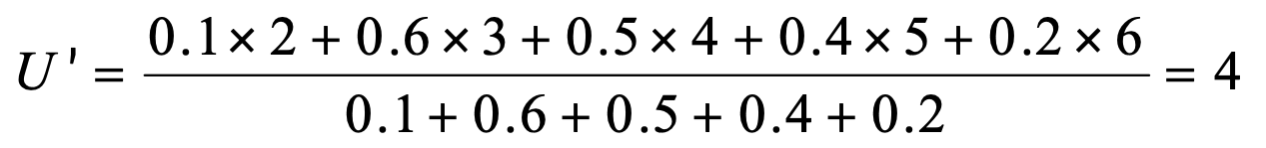 U' = \frac{0.1 × 2 + 0.6 × 3 + 0.5 × 4 + 0.4 × 5 + 0.2 × 6}{0.1 + 0.6 + 0.5 + 0.4 + 0.2} = 4